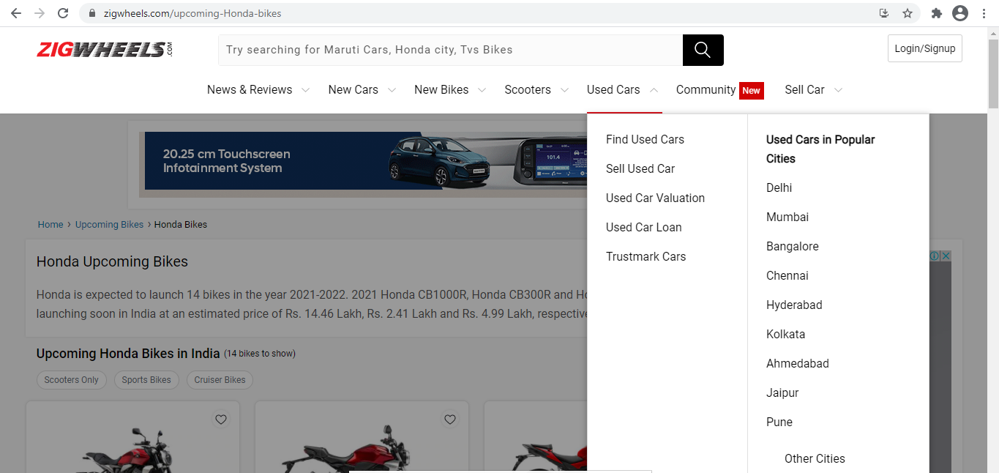 zigwheels.com/upcoming-Honda-bikes
ZIGWHEELS.COM
Try searching for Maruti Cars, Honda city, Tvs Bikes
Login/Signup
News & Reviews
New Cars
New Bikes
Scooters
Used Cars
Community New
Sell Car
20.25 cm Touchscreen
Infotainment System
101.4
Find Used Cars
Sell Used Car
Used Car Valuation
Used Car Loan
Trustmark Cars
Used Cars in Popular
Cities
Delhi
Mumbai
Bangalore
Chennai
Hyderabad
Kolkata
Ahmedabad
Jaipur
Pune
Other Cities
Home › Upcoming Bikes › Honda Bikes
Honda Upcoming Bikes
Honda is expected to launch 14 bikes in the year 2021-2022. 2021 Honda CB1000R, Honda CB300R and
launching soon in India at an estimated price of Rs. 14.46 Lakh, Rs. 2.41 Lakh and Rs. 4.99 Lakh,
Upcoming Honda Bikes in India (14 bikes to show)
Scooters Only
Sports Bikes
Cruiser Bikes